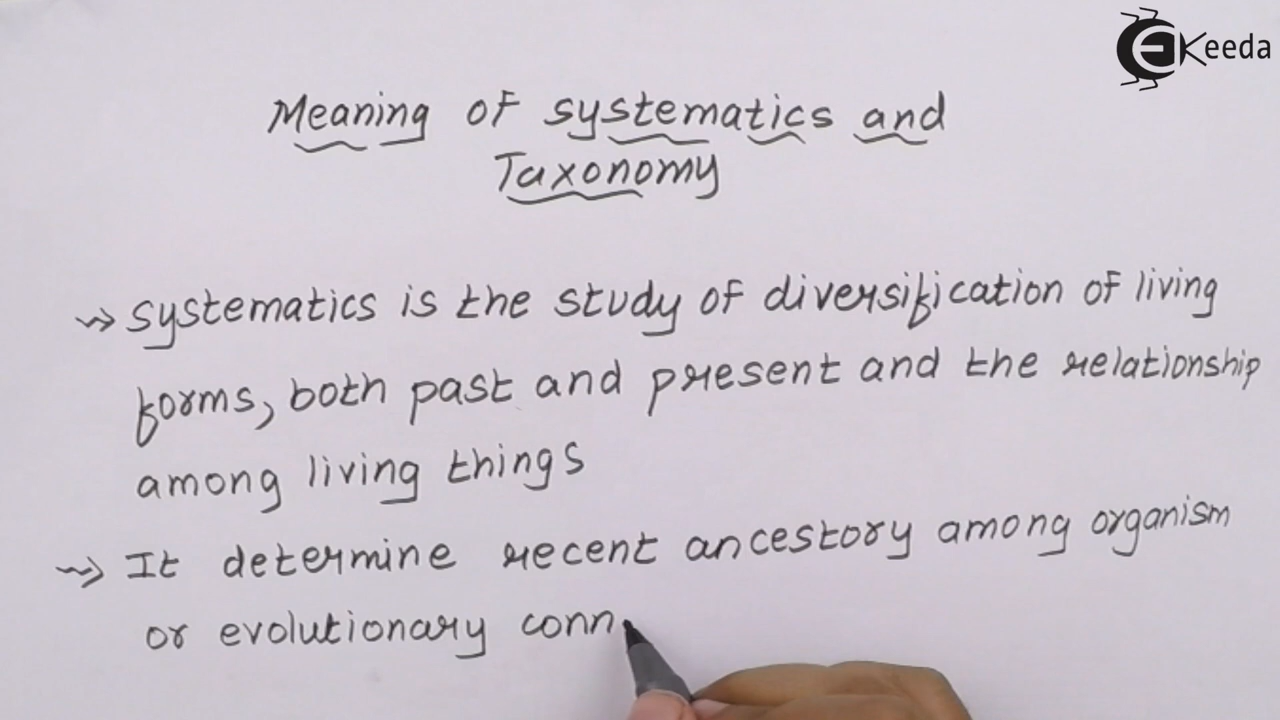 EKeeda
Meaning of systematics and
Taxonomy
systematics is the study of diversification of living
forms, both past and present and the relationship
among living things
It determine recent ancestory among organism
or evolutionary conn